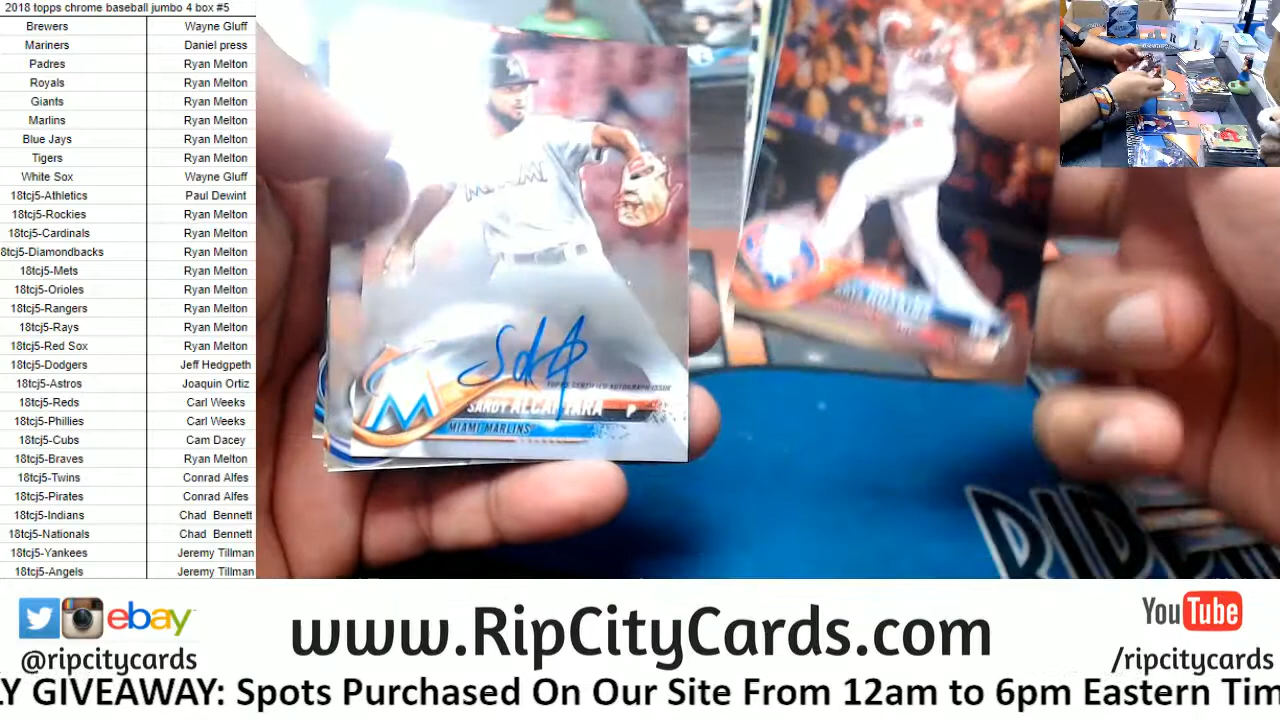 2018 topps chrome baseball jumbo 4 box #5
Brewers Wayne Gluff
Mariners Daniel press
Padres Ryan Melton
Royals Ryan Melton
Giants Ryan Melton
Marlins Ryan Melton
Blue Jays Ryan Melton
Tigers Ryan Melton
White Sox Wayne Gluff
18tcj5-Athletics Paul Dewint
18tcj5-Rockies Ryan Melton
18tcj5-Cardinals Ryan Melton
8tcj5-Diamondbacks Ryan Melton
18tcj5-Mets Ryan Melton
18tcj5-Orioles Ryan Melton
18tcj5-Rangers Ryan Melton
18tcj5-Rays Ryan Melton
18tcj5-Red Sox Ryan Melton
18tcj5-Dodgers Jeff Hedgpeth
18tcj5-Astros Joaquin Ortiz
18tcj5-Reds Carl Weeks
18tcj5-Phillies Carl Weeks
18tcj5-Cubs Cam Dacey
18tcj5-Braves Ryan Melton
18tcj5-Twins Conrad Alfes
18tcj5-Pirates Conrad Alfes
18tcj5-Indians Chad Bennett
18tcj5-Nationals Chad Bennett
18tcj5-Yankees Jeremy Tillman
18tcj5-Angels Jeremy Tillman
TOPPS CERTIFIED AUTOGRAPH ISSUE
SANDY ALCANTARA P
MIAMI MARLINS
ebay
@ripcitycards
www.RipCityCards.com
YouTube
/ripcitycards
LY GIVEAWAY: Spots Purchased On Our Site From 12am to 6pm Eastern Tim